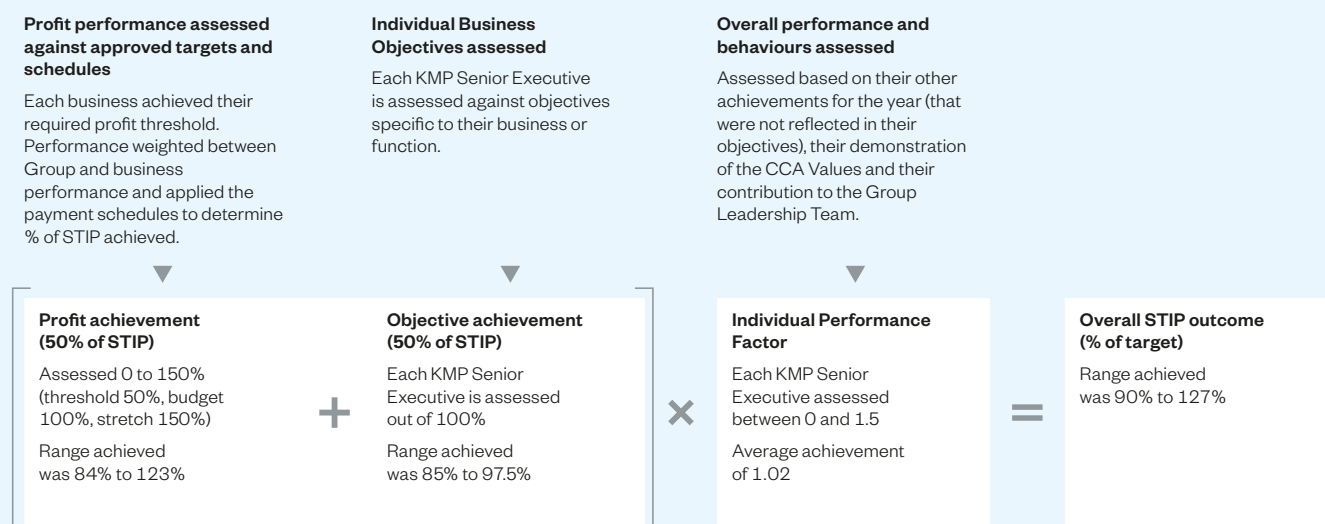 Profit performance assessed
against approved targets and
schedules
Each business achieved their
required profit threshold.
Performance weighted between
Group and business
performance and applied the
payment schedules to determine
% of STIP achieved.
Individual Business
Objectives assessed
Each KMP Senior Executive
is assessed against objectives
specific to their business or
function.
Overall performance and
behaviours assessed
Assessed based on their other
achievements for the year (that
were not reflected in their
objectives), their demonstration
of the CCA Values and their
contribution to the Group
Leadership Team.
Profit achievement
(50% of STIP)
Assessed 0 to 150%
(threshold 50%, budget
100%, stretch 150%)
Range achieved
was 84% to 123%
+
Objective achievement
(50% of STIP)
Each KMP Senior
Executive is assessed
out of 100%
Range achieved
was 85% to 97.5%
×
Individual Performance
Factor
Each KMP Senior
Executive assessed
between 0 and 1.5
Average achievement
of 1.02
=
Overall STIP outcome
(% of target)
Range achieved
was 90% to 127%